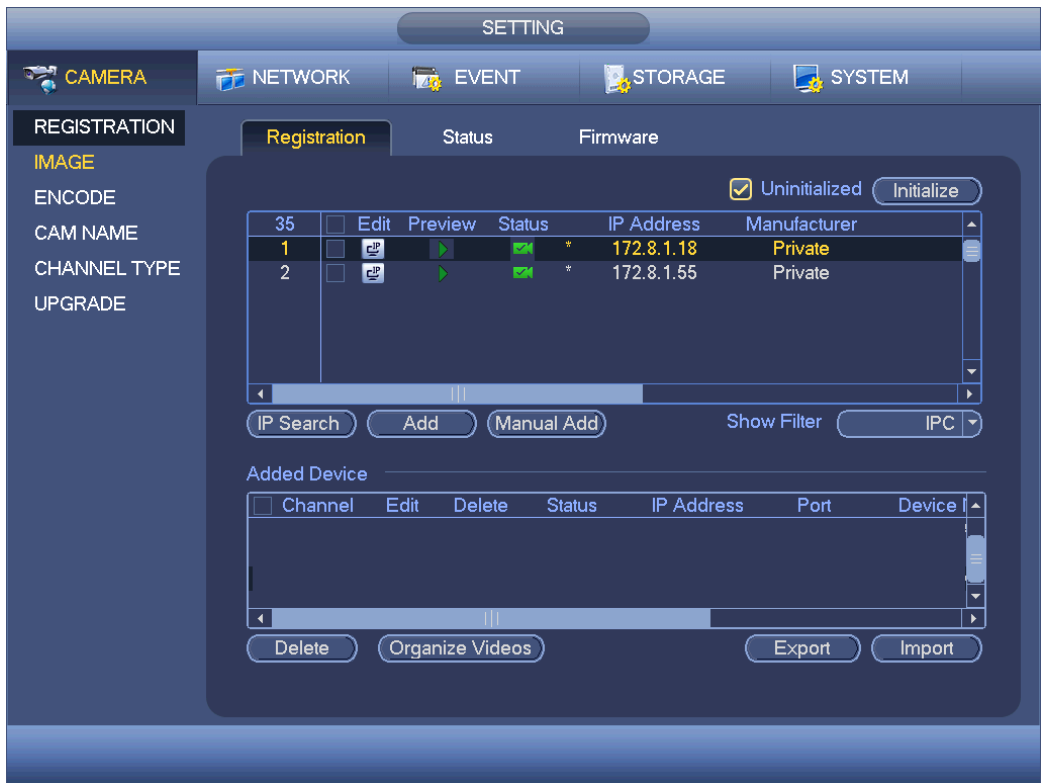 SETTING
CAMERA NETWORK EVENT STORAGE SYSTEM
REGISTRATION
IMAGE
ENCODE
CAM NAME
CHANNEL TYPE
UPGRADE
Registration Status Firmware
Uninitialized Initialize
35 Edit Preview Status IP Address Manufacturer
1 * 172.8.1.18 Private
2 * 172.8.1.55 Private
IP Search Add Manual Add Show Filter IPC
Added Device
Channel Edit Delete Status IP Address Port Device
Delete Organize Videos Export Import